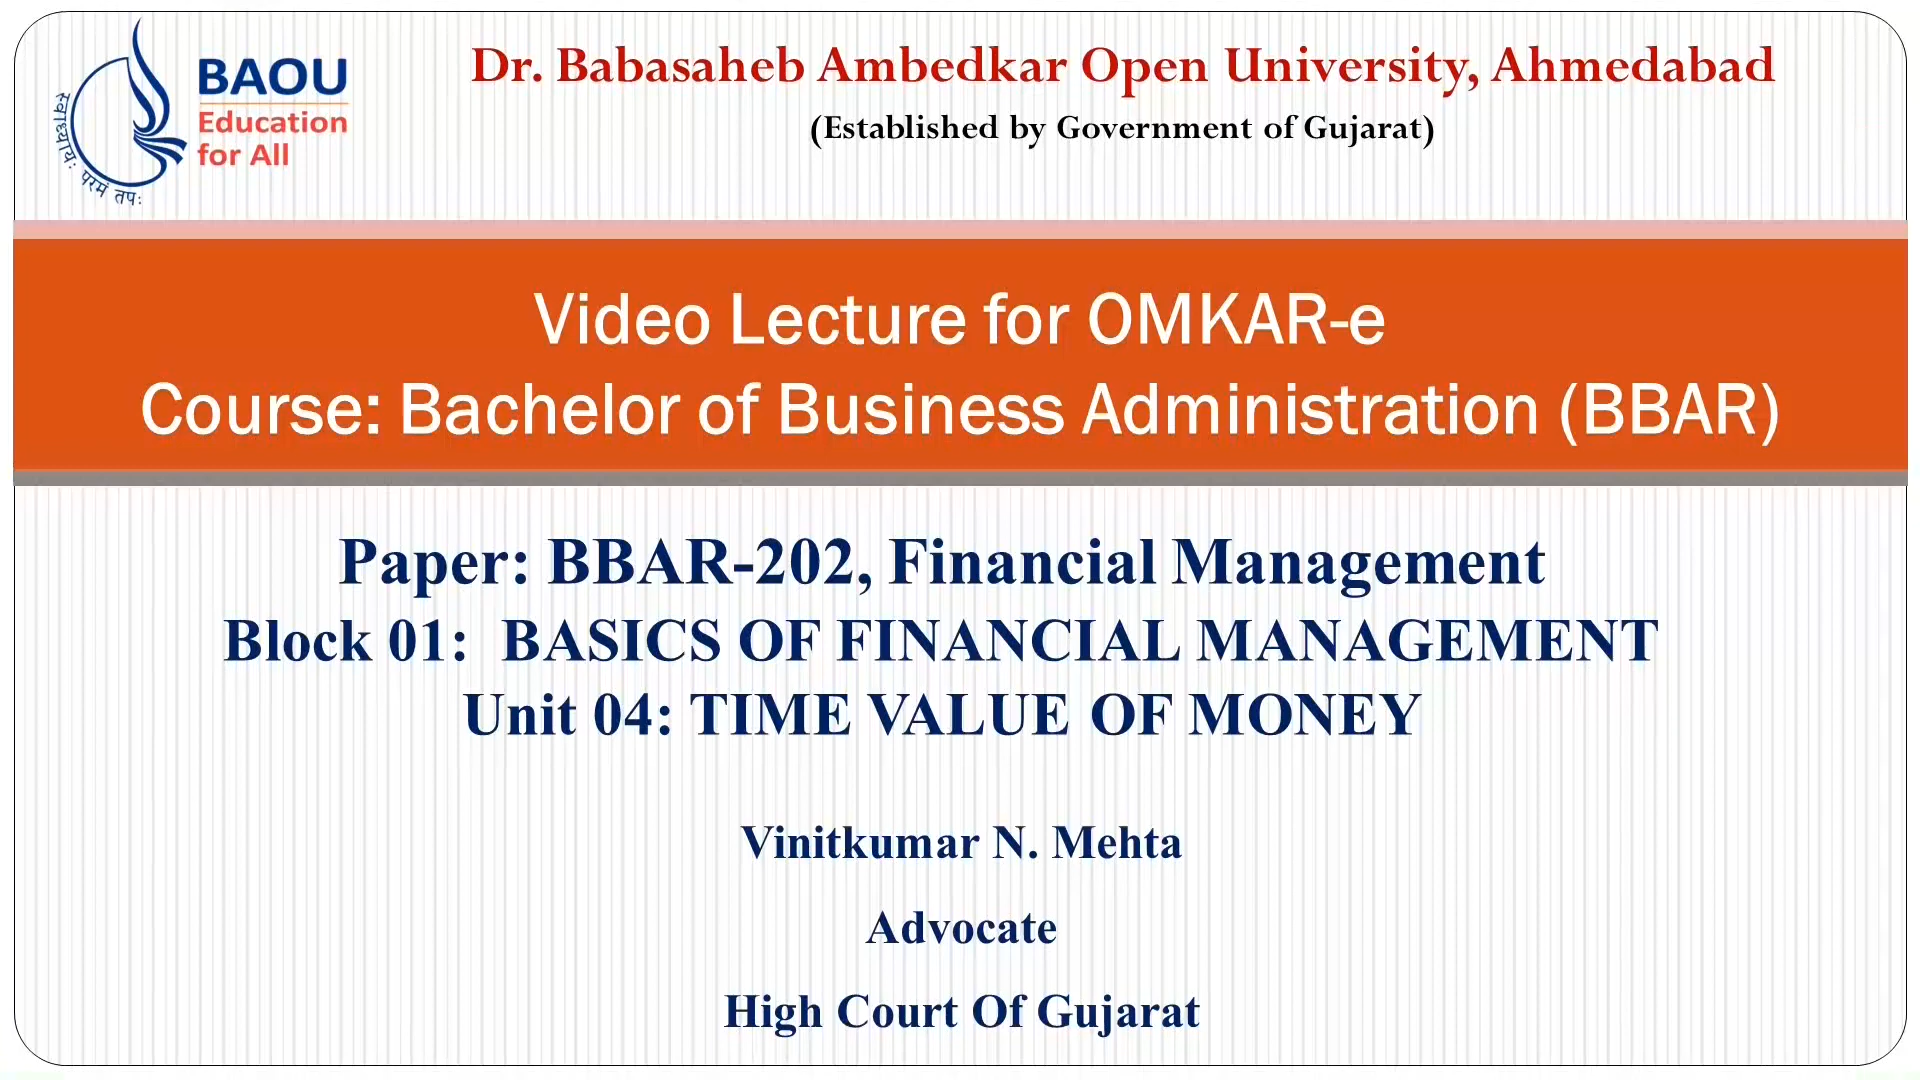 BAOU
Education
for All
स्वाध्यायः परमं तपः
Dr. Babasaheb Ambedkar Open University, Ahmedabad
(Established by Government of Gujarat)
Video Lecture for OMKAR-e
Course: Bachelor of Business Administration (BBAR)
Paper: BBAR-202, Financial Management
Block 01: BASICS OF FINANCIAL MANAGEMENT
Unit 04: TIME VALUE OF MONEY
Vinitkumar N. Mehta
Advocate
High Court Of Gujarat